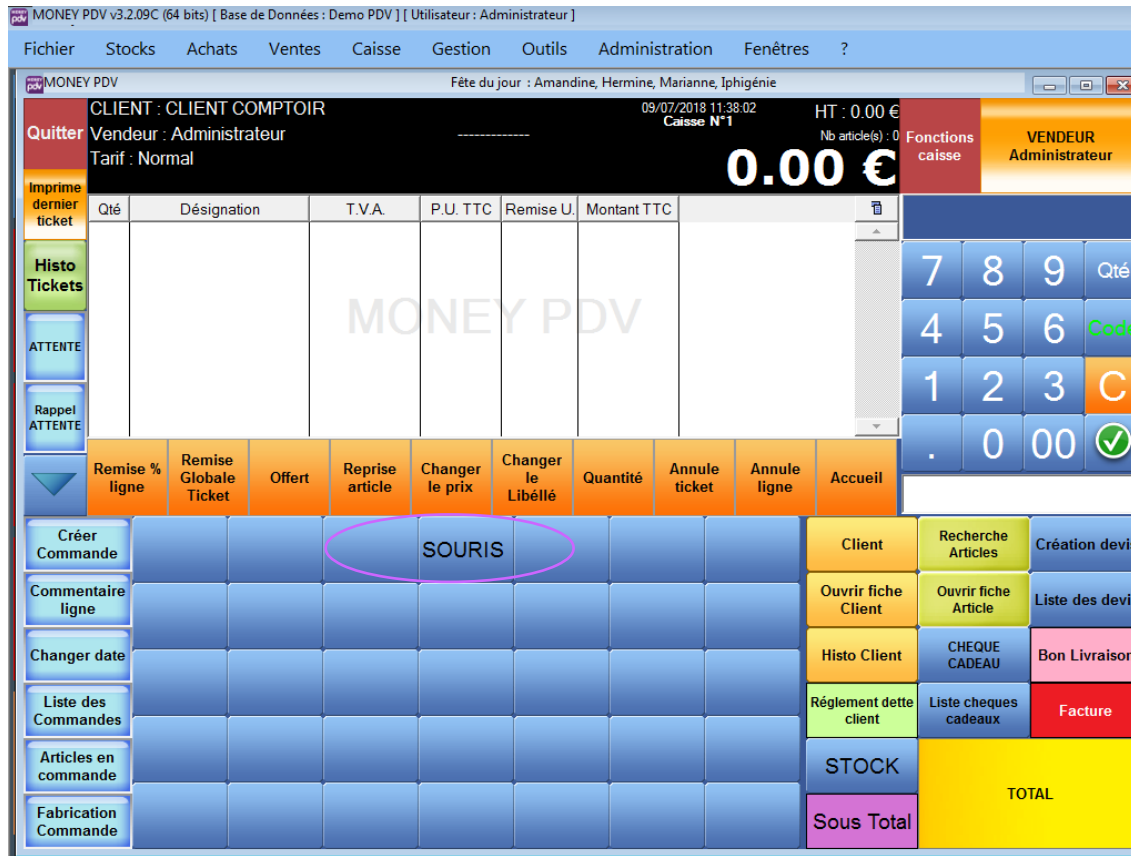 MONEY PDV v3.2.09C (64 bits) [ Base de Données : Demo PDV ] [ Utilisateur : Administrateur ]
Fichier Stocks Achats Ventes Caisse Gestion Outils Administration Fenêtres ?
MONEY PDV Fête du jour : Amandine, Hermine, Marianne, Iphigénie
Quitter
CLIENT : CLIENT COMPTOIR
Vendeur : Administrateur
Tarif : Normal
-------------
09/07/2018 11:38:02
Caisse N°1
HT : 0.00 €
Nb article(s) : 0
0.00 €
Fonctions
caisse
VENDEUR
Administrateur
Imprime
dernier
ticket
Histo
Tickets
ATTENTE
Rappel
ATTENTE
Qté Désignation T.V.A. P.U. TTC Remise U. Montant TTC
MONEY PDV
7 8 9 Qté
4 5 6 Code
1 2 3 C
. 0 00
Remise %
ligne
Remise
Globale
Ticket
Offert
Reprise
article
Changer
le prix
Changer
le
Libéllé
Quantité
Annule
ticket
Annule
ligne
Accueil
Créer
Commande
Commentaire
ligne
Changer date
Liste des
Commandes
Articles en
commande
Fabrication
Commande
SOURIS
Client
Recherche
Articles
Création devi
Ouvrir fiche
Client
Ouvrir fiche
Article
Liste des devi
Histo Client
CHEQUE
CADEAU
Bon Livraison
Réglement dette
client
Liste cheques
cadeaux
Facture
STOCK
Sous Total
TOTAL